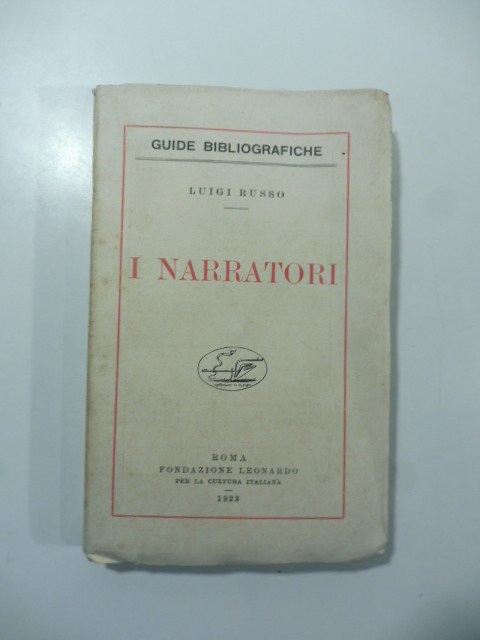 GUIDE BIBLIOGRAFICHE
LUIGI RUSSO
I NARRATORI
ROMA
FONDAZIONE LEONARDO
PER LA CULTURA ITALIANA
1923